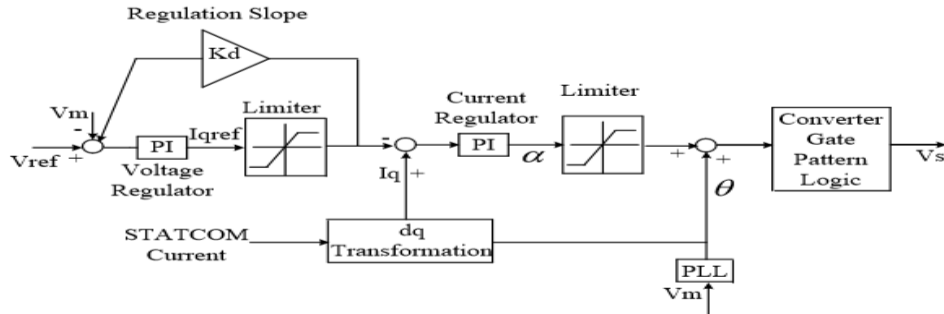 Regulation Slope
Kd
Vm
-
Limiter
Current
Regulator
Limiter
Converter
Gate
Pattern
Logic
Vref
+
PI
Iqref
-
PI
α
+
+
Vs
Voltage
Regulator
Iq
+
θ
STATCOM
Current
dq
Transformation
PLL
Vm